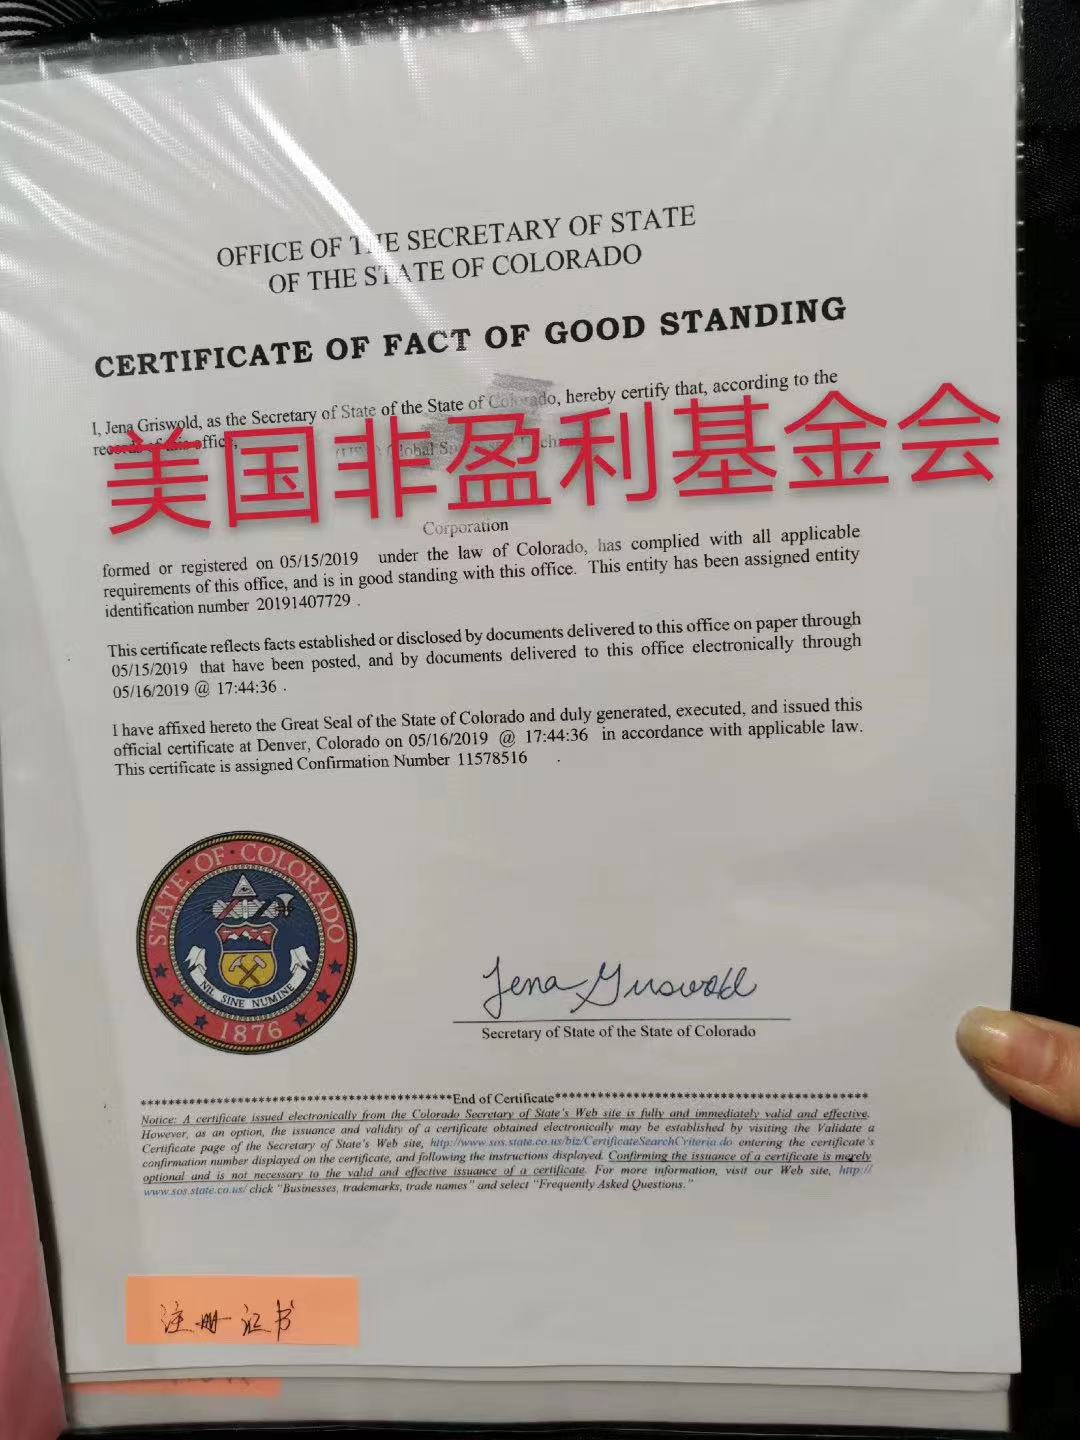 OFFICE OF THE SECRETARY OF STATE
OF THE STATE OF COLORADO
CERTIFICATE OF FACT OF GOOD STANDING
I, Jena Griswold, as the Secretary of State of the State of Colorado, hereby certify that, according to the
records of this office,
Global
美国非盈利基金会
Corporation
formed or registered on 05/15/2019 under the law of Colorado, has complied with all applicable
requirements of this office, and is in good standing with this office. This entity has been assigned entity
identification number 20191407729 .
This certificate reflects facts established or disclosed by documents delivered to this office on paper through
05/15/2019 that have been posted, and by documents delivered to this office electronically through
05/16/2019 @ 17:44:36 .
I have affixed hereto the Great Seal of the State of Colorado and duly generated, executed, and issued this
official certificate at Denver, Colorado on 05/16/2019 @ 17:44:36 in accordance with applicable law.
This certificate is assigned Confirmation Number 11578516 .
STATE OF COLORADO
NIL SINE NUMINE
1876
Jena Griswold
Secretary of State of the State of Colorado
*********************************************End of Certificate*********************************************
Notice: A certificate issued electronically from the Colorado Secretary of State's Web site is fully and immediately valid and effective.
However, as an option, the issuance and validity of a certificate obtained electronically may be established by visiting the Validate a
Certificate page of the Secretary of State's Web site, http://www.sos.state.co.us/biz/CertificateSearchCriteria.do entering the certificate's
confirmation number displayed on the certificate, and following the instructions displayed. Confirming the issuance of a certificate is merely
optional and is not necessary to the valid and effective issuance of a certificate. For more information, visit our Web site, http://
www.sos.state.co.us/ click "Businesses, trademarks, trade names" and select "Frequently Asked Questions."
注册证书